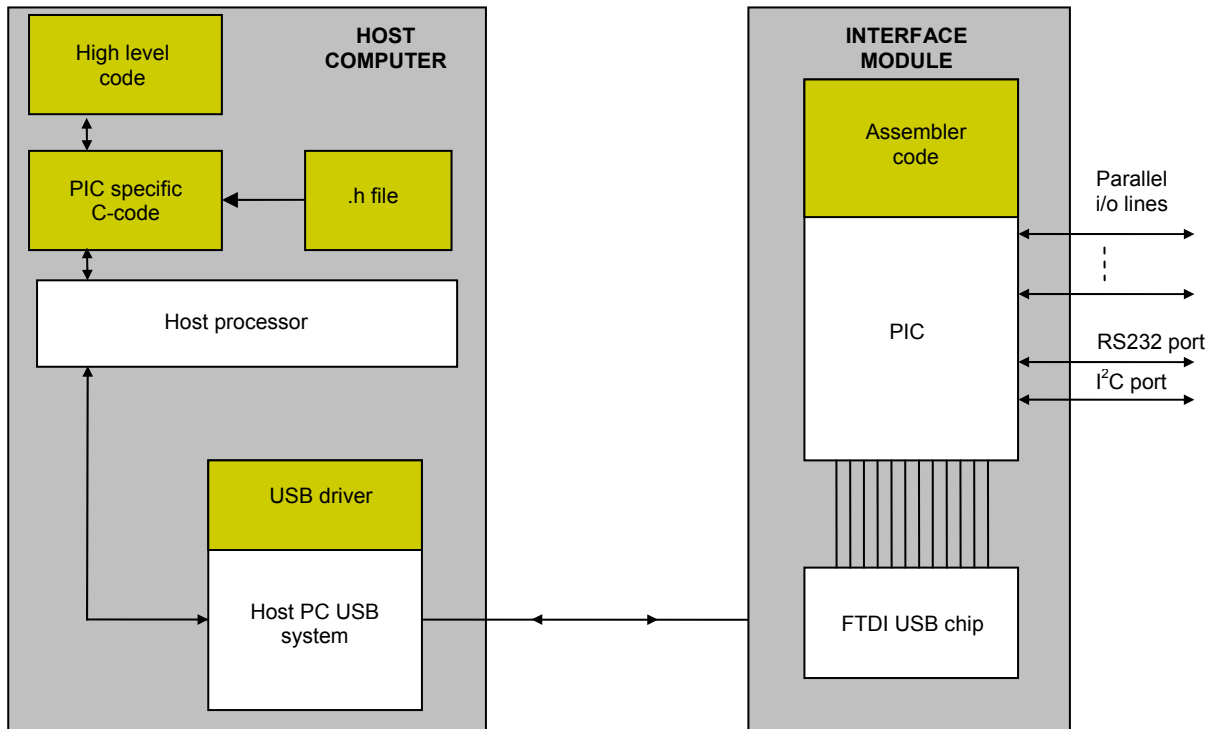 HOST
COMPUTER
High level
code
PIC specific
C-code
.h file
Host processor
USB driver
Host PC USB
system
INTERFACE
MODULE
Assembler
code
PIC
FTDI USB chip
Parallel
i/o lines
RS232 port
I²C port